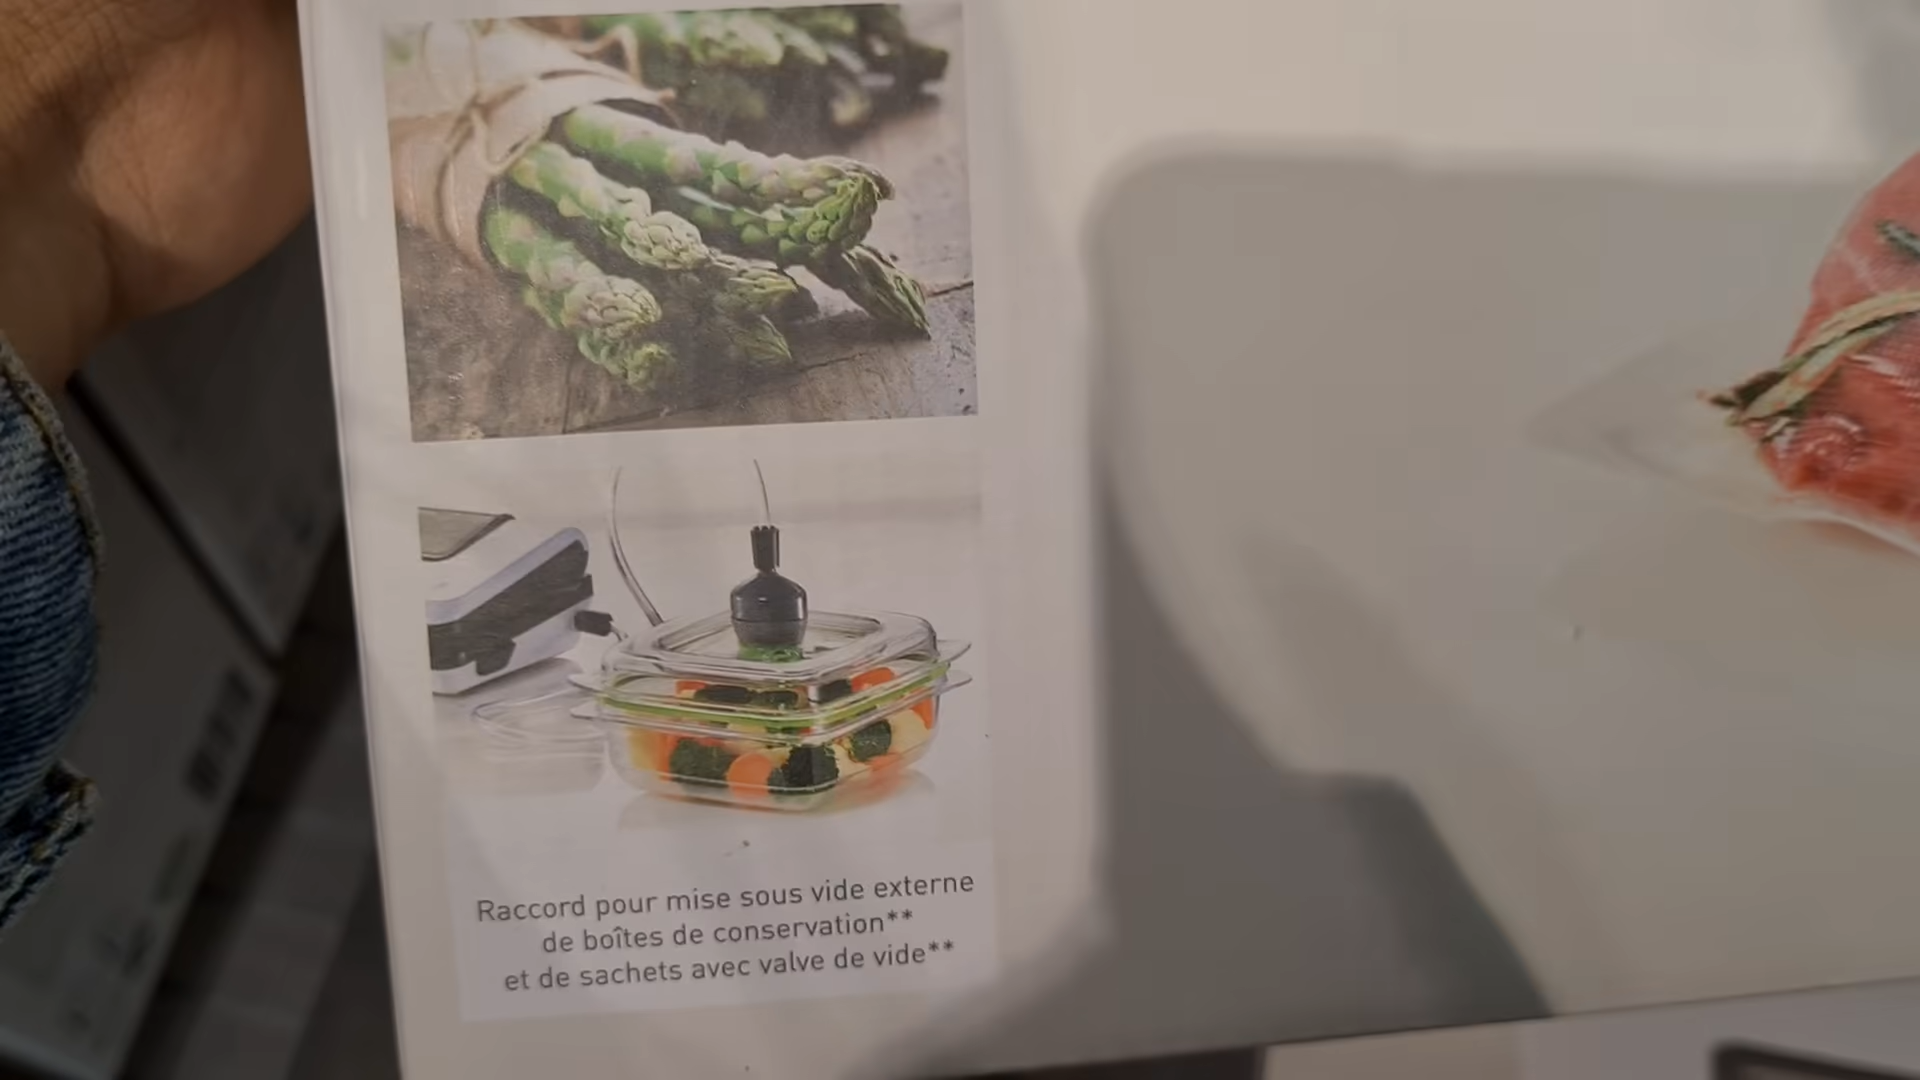 Raccord pour mise sous vide externe
de boîtes de conservation**
et de sachets avec valve de vide**